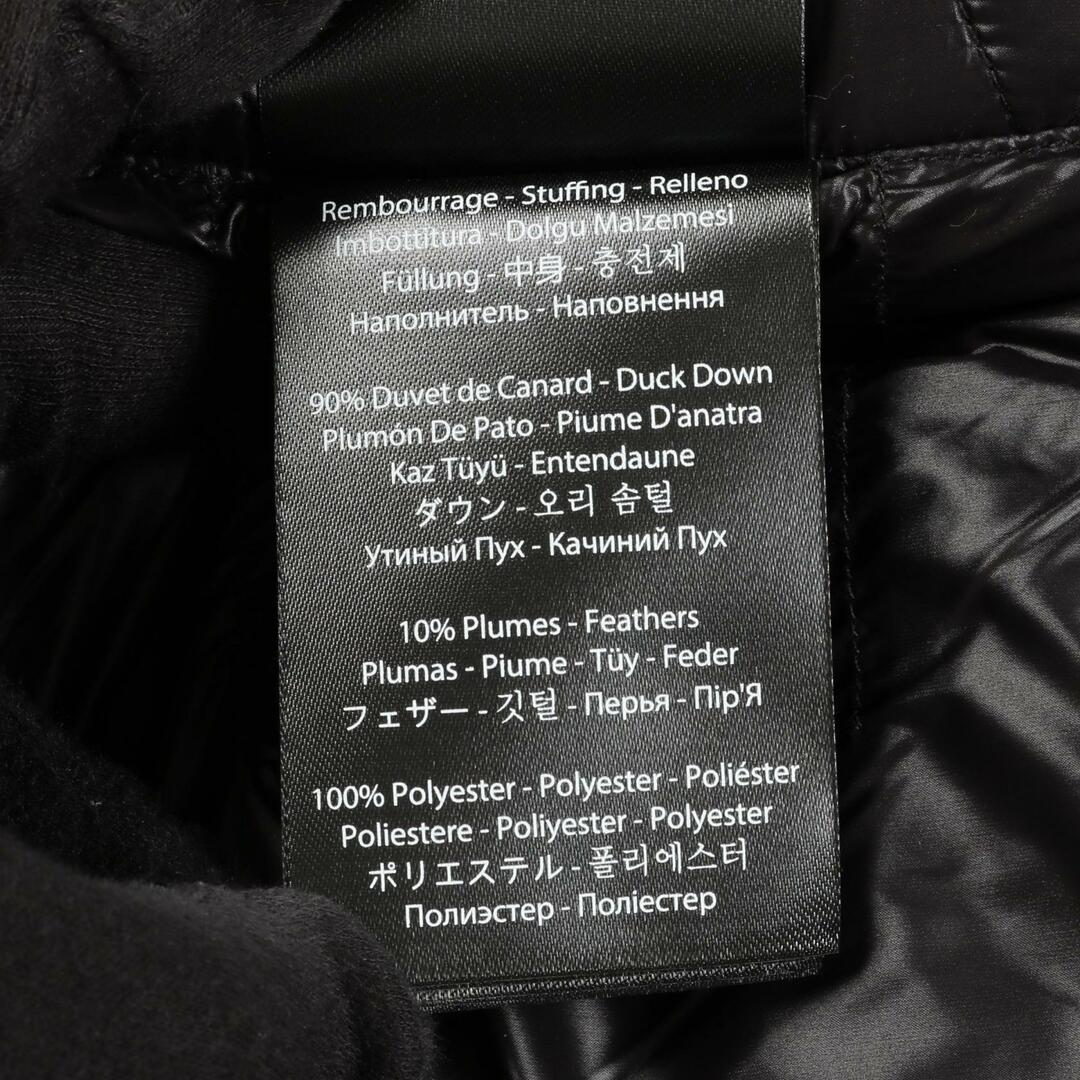 Rembourrage - Stuffing - Relleno
Imbottitura - Dolgu Malzemesi
Füllung - 中身 - 충전제
Наполнитель - Наповнення
90% Duvet de Canard - Duck Down
Plumón De Pato - Piume D'anatra
Kaz Tüyü - Entendaune
ダウン - 오리 솜털
Утиный Пух - Качиний Пух
10% Plumes - Feathers
Plumas - Piume - Tüy - Feder
フェザー - 깃털 - Перья - Пір'Я
100% Polyester - Polyester - Poliéster
Poliestere - Poliyester - Polyester
ポリエステル - 폴리에스터
Полиэстер - Поліестер